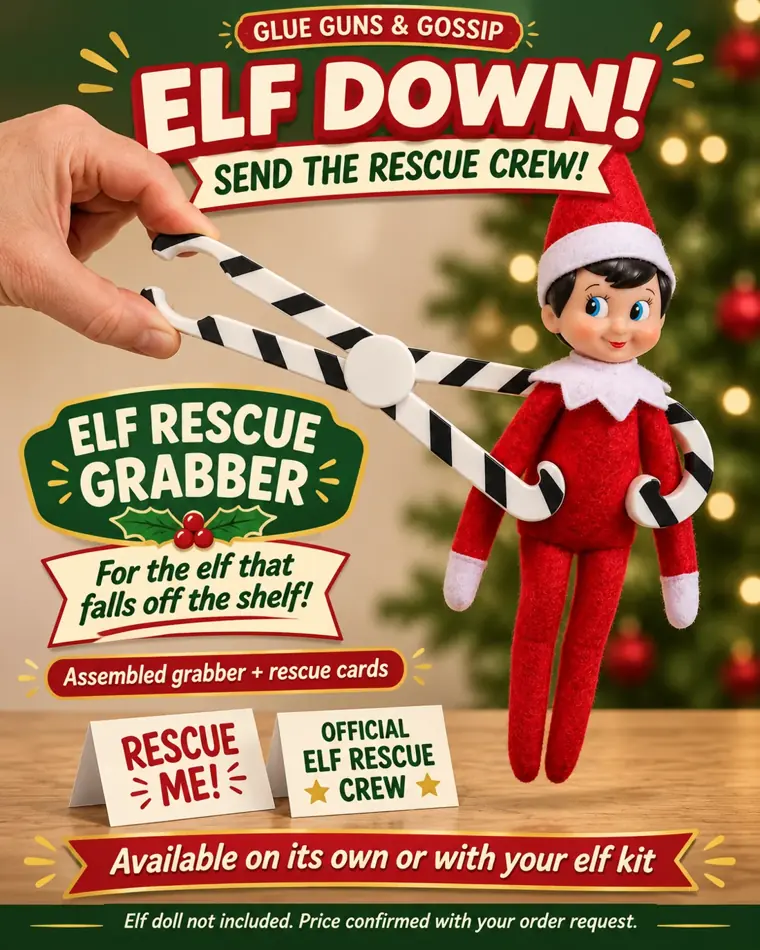 GLUE GUNS & GOSSIP
ELF DOWN!
SEND THE RESCUE CREW!
ELF RESCUE
GRABBER
For the elf that
falls off the shelf!
Assembled grabber + rescue cards
RESCUE
ME!
OFFICIAL
ELF RESCUE
CREW
Available on its own or with your elf kit
Elf doll not included. Price confirmed with your order request.